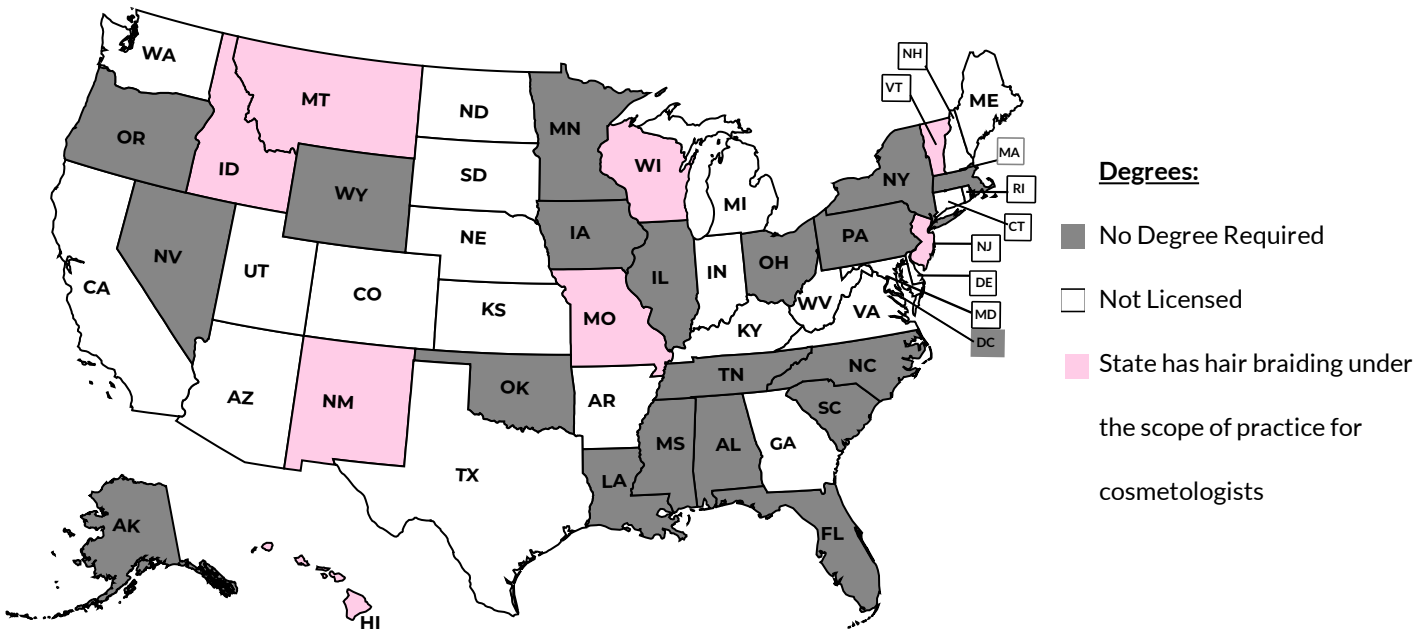 WA
MT
ND
MN
OR
ID
WY
SD
WI
MI
NY
ME
NH
VT
MA
RI
CT
NJ
DE
MD
DC
NV
UT
CO
NE
IA
IL
IN
OH
PA
CA
KS
MO
KY
WV
VA
AZ
NM
OK
AR
TN
NC
SC
MS
AL
GA
TX
LA
FL
AK
HI
Degrees:
No Degree Required
Not Licensed
State has hair braiding under
the scope of practice for
cosmetologists